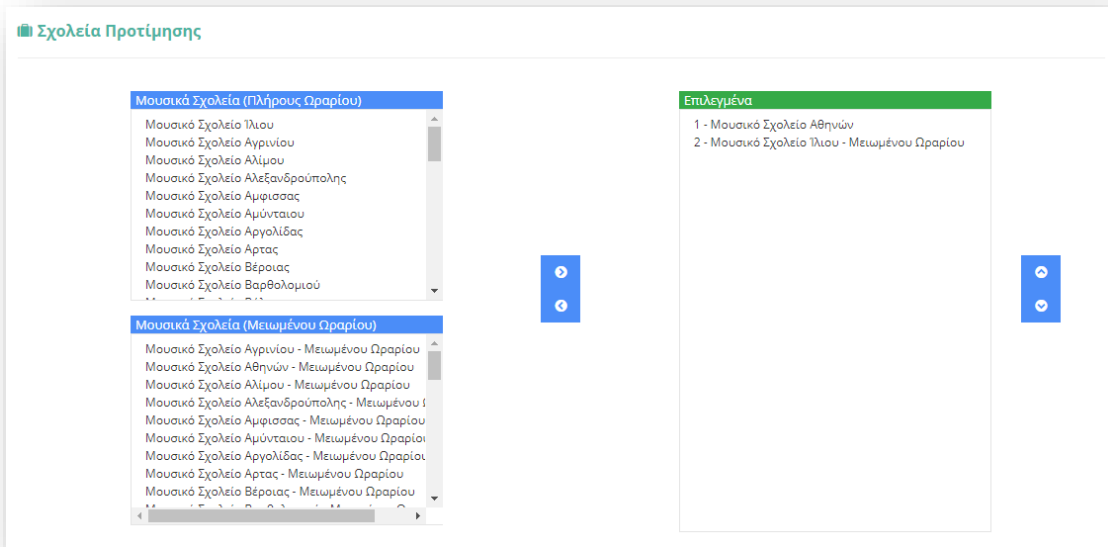 Σχολεία Προτίμησης
Μουσικά Σχολεία (Πλήρους Ωραρίου)
Μουσικό Σχολείο Ίλιου
Μουσικό Σχολείο Αγρινίου
Μουσικό Σχολείο Αλίμου
Μουσικό Σχολείο Αλεξανδρούπολης
Μουσικό Σχολείο Αμφισσας
Μουσικό Σχολείο Αμύνταιου
Μουσικό Σχολείο Αργολίδας
Μουσικό Σχολείο Αρτας
Μουσικό Σχολείο Βέροιας
Μουσικό Σχολείο Βαρθολομιού
Μουσικά Σχολεία (Μειωμένου Ωραρίου)
Μουσικό Σχολείο Αγρινίου - Μειωμένου Ωραρίου
Μουσικό Σχολείο Αθηνών - Μειωμένου Ωραρίου
Μουσικό Σχολείο Αλίμου - Μειωμένου Ωραρίου
Μουσικό Σχολείο Αλεξανδρούπολης - Μειωμένου
Μουσικό Σχολείο Αμφισσας - Μειωμένου Ωραρίου
Μουσικό Σχολείο Αμύνταιου - Μειωμένου Ωραρίου
Μουσικό Σχολείο Αργολίδας - Μειωμένου Ωραρίου
Μουσικό Σχολείο Αρτας - Μειωμένου Ωραρίου
Μουσικό Σχολείο Βέροιας - Μειωμένου Ωραρίου
Επιλεγμένα
1 - Μουσικό Σχολείο Αθηνών
2 - Μουσικό Σχολείο Ίλιου - Μειωμένου Ωραρίου